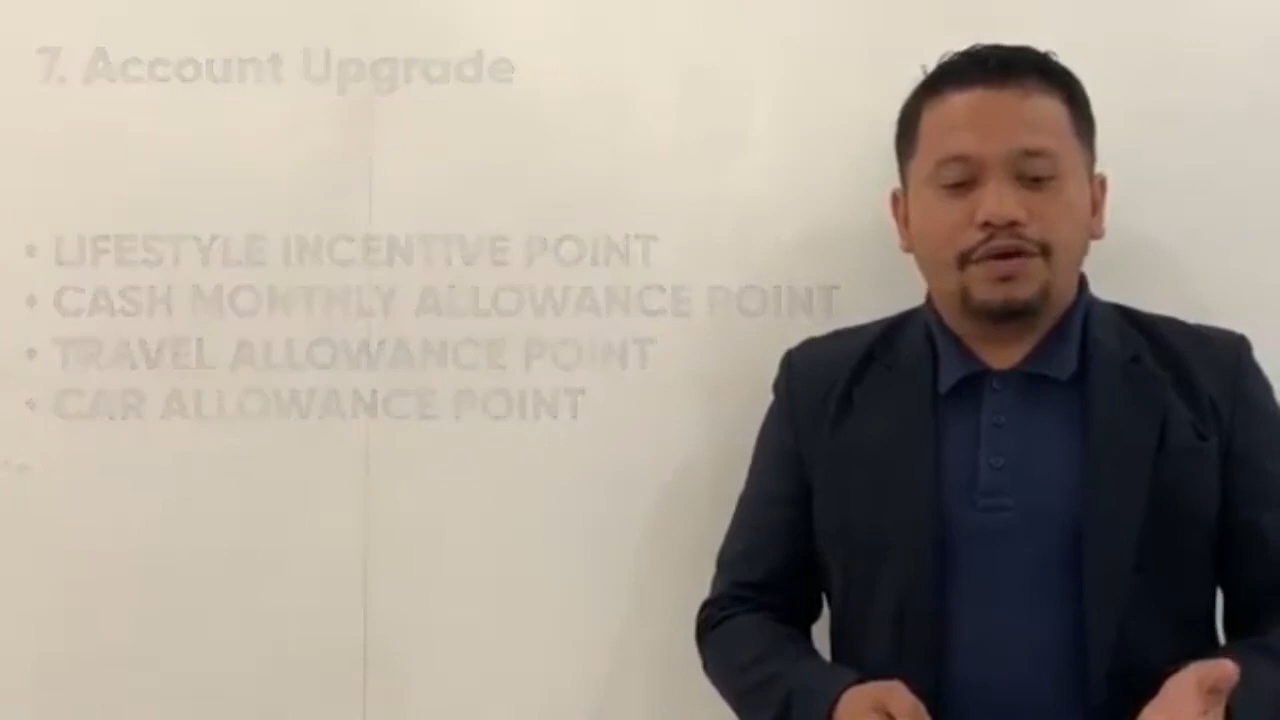 7. Account Upgrade
• LIFESTYLE INCENTIVE POINT
• CASH MONTHLY ALLOWANCE POINT
• TRAVEL ALLOWANCE POINT
• CAR ALLOWANCE POINT